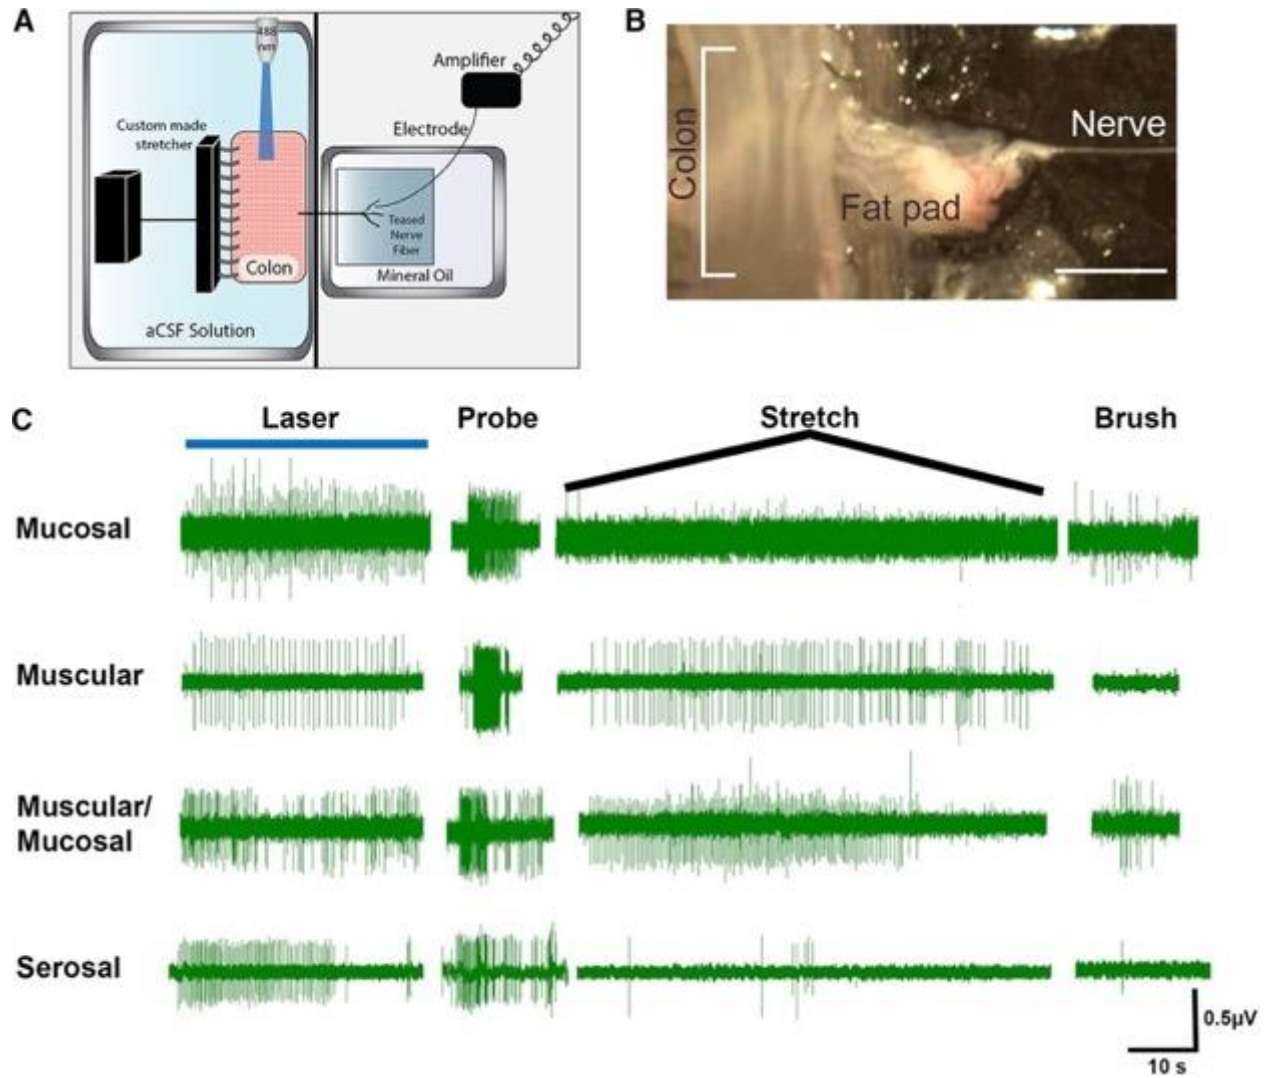 A
488
nm
Amplifier
Custom made
stretcher
Electrode
Teased
Nerve
Fiber
Colon
Mineral Oil
aCSF Solution
B
Colon
Nerve
Fat pad
C
Laser
Probe
Stretch
Brush
Mucosal
Muscular
Muscular/
Mucosal
Serosal
0.5µV
10 s